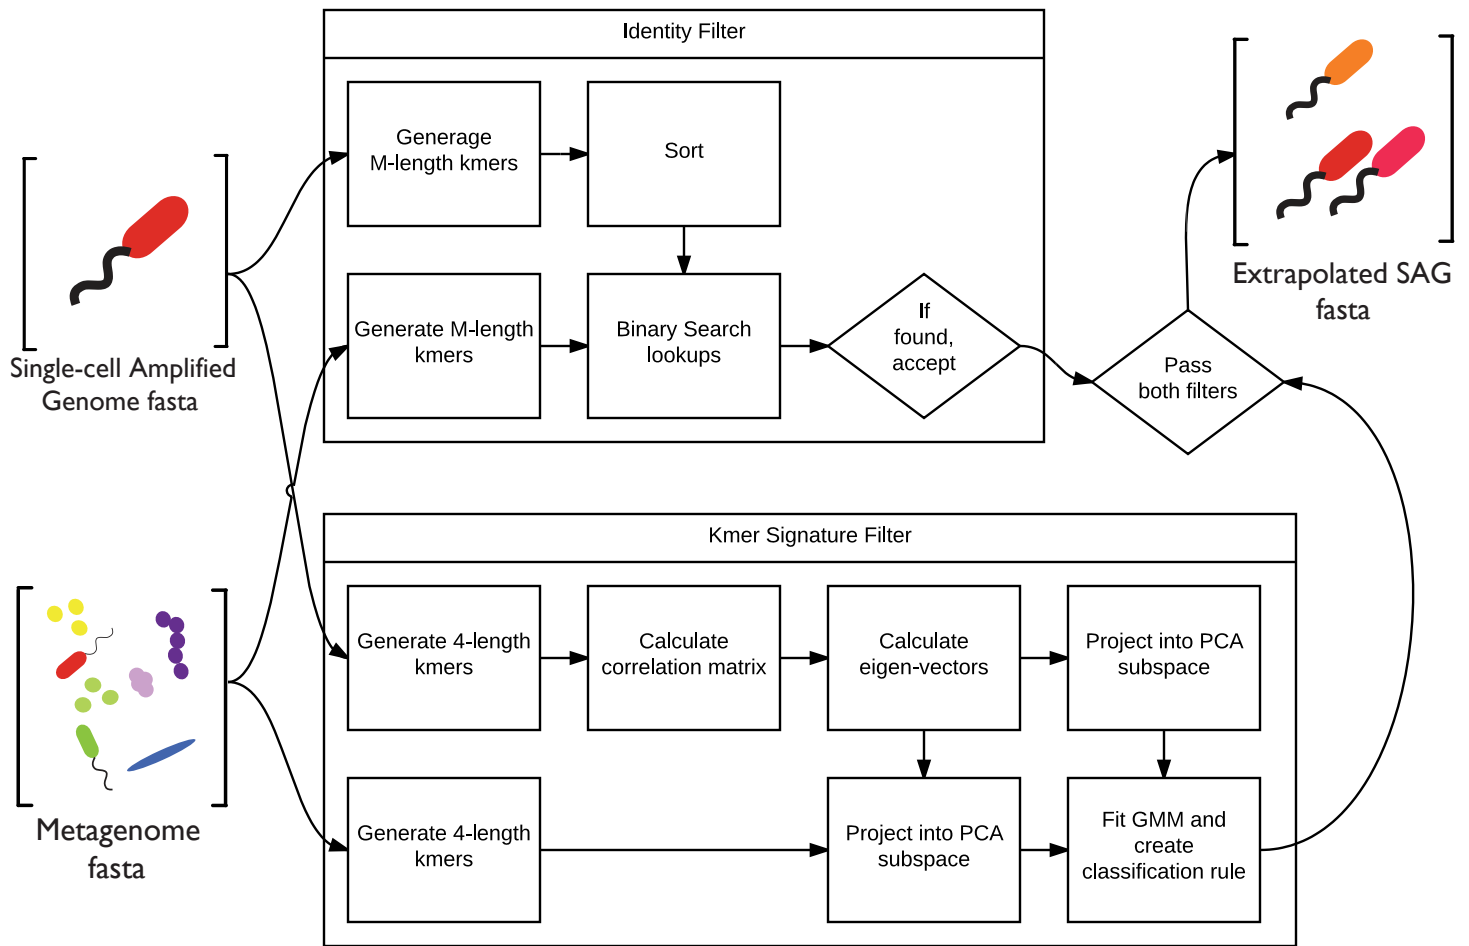 Identity Filter
Generage
M-length kmers
Sort
Generate M-length
kmers
Binary Search
lookups
If
found,
accept
Pass
both filters
Single-cell Amplified
Genome fasta
Extrapolated SAG
fasta
Kmer Signature Filter
Generate 4-length
kmers
Calculate
correlation matrix
Calculate
eigen-vectors
Project into PCA
subspace
Generate 4-length
kmers
Project into PCA
subspace
Fit GMM and
create
classification rule
Metagenome
fasta